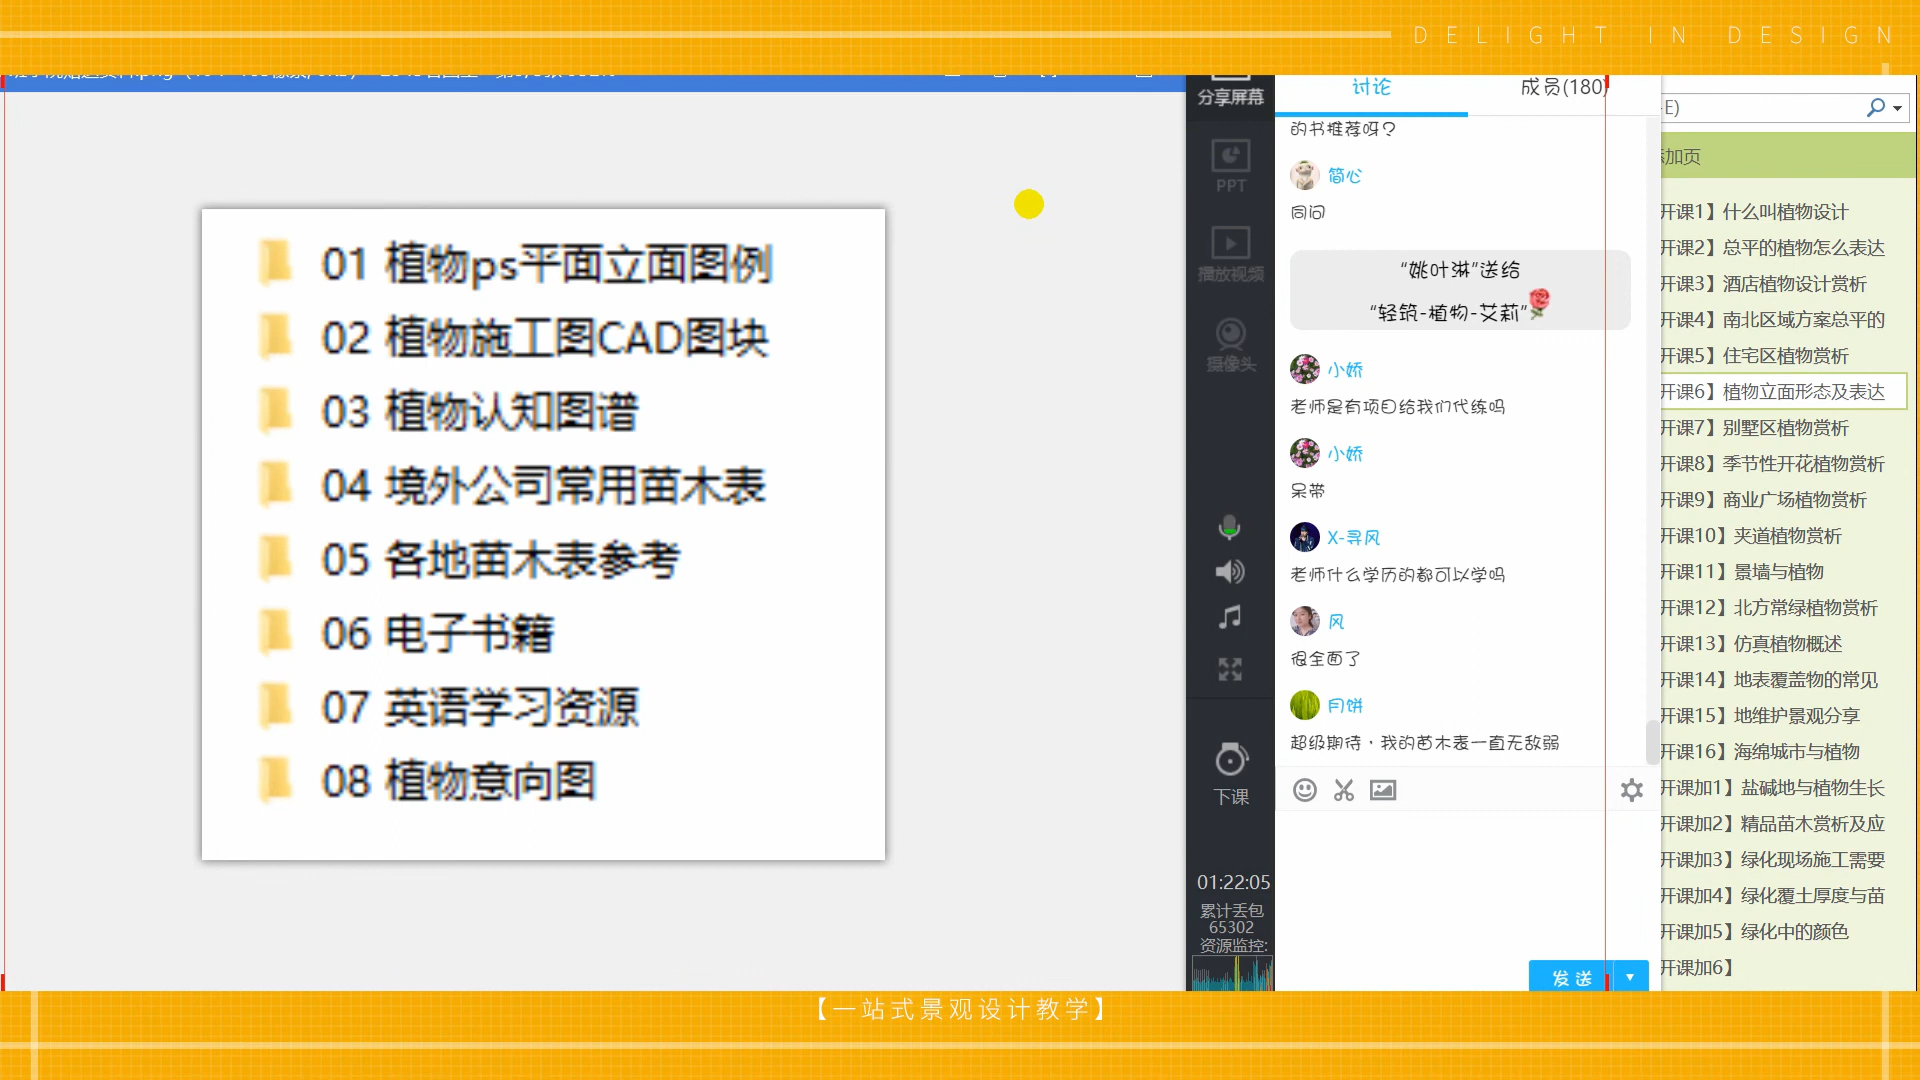 DELIGHT IN DESIGN
01 植物ps平面立面图例
02 植物施工图CAD图块
03 植物认知图谱
04 境外公司常用苗木表
05 各地苗木表参考
06 电子书籍
07 英语学习资源
08 植物意向图
分享屏幕
PPT
播放视频
摄像头
下课
01:22:05
累计丢包
65302
资源监控:
讨论
成员(180)
的书推荐呀?
简心
同问
“姚叶淋”送给
“轻筑-植物-艾莉”
小娇
老师是有项目给我们代练吗
小娇
呆带
X-寻风
老师什么学历的都可以学吗
风
很全面了
月饼
超级期待,我的苗木表一直无敌弱
发送
E)
加页
开课1】什么叫植物设计
开课2】总平的植物怎么表达
开课3】酒店植物设计赏析
开课4】南北区域方案总平的
开课5】住宅区植物赏析
开课6】植物立面形态及表达
开课7】别墅区植物赏析
开课8】季节性开花植物赏析
开课9】商业广场植物赏析
开课10】夹道植物赏析
开课11】景墙与植物
开课12】北方常绿植物赏析
开课13】仿真植物概述
开课14】地表覆盖物的常见
开课15】地维护景观分享
开课16】海绵城市与植物
开课加1】盐碱地与植物生长
开课加2】精品苗木赏析及应
开课加3】绿化现场施工需要
开课加4】绿化覆土厚度与苗
开课加5】绿化中的颜色
开课加6】
【一站式景观设计教学】